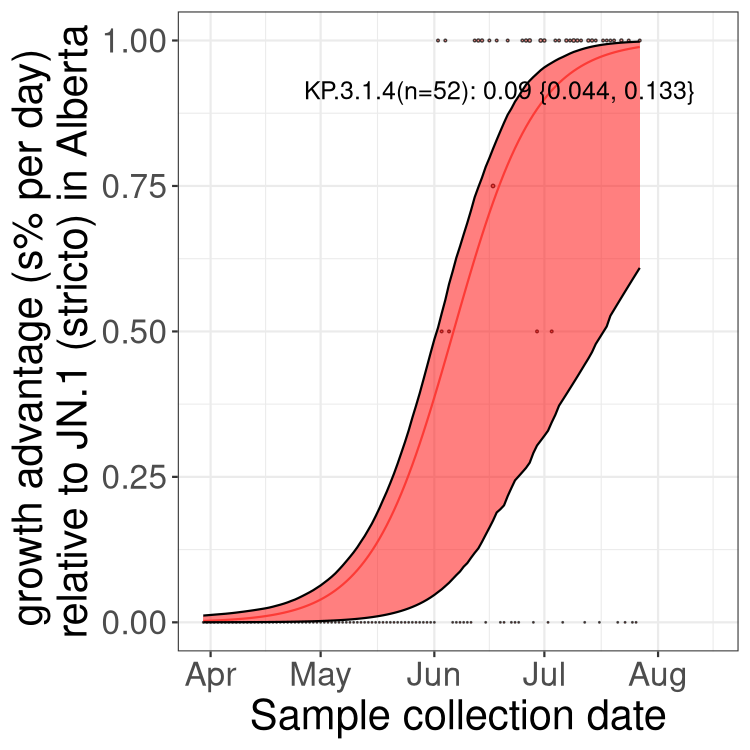 growth advantage (s% per day)
relative to JN.1 (stricto) in Alberta
1.00
0.75
0.50
0.25
0.00
KP.3.1.4(n=52): 0.09 {0.044, 0.133}
Apr May Jun Jul Aug
Sample collection date